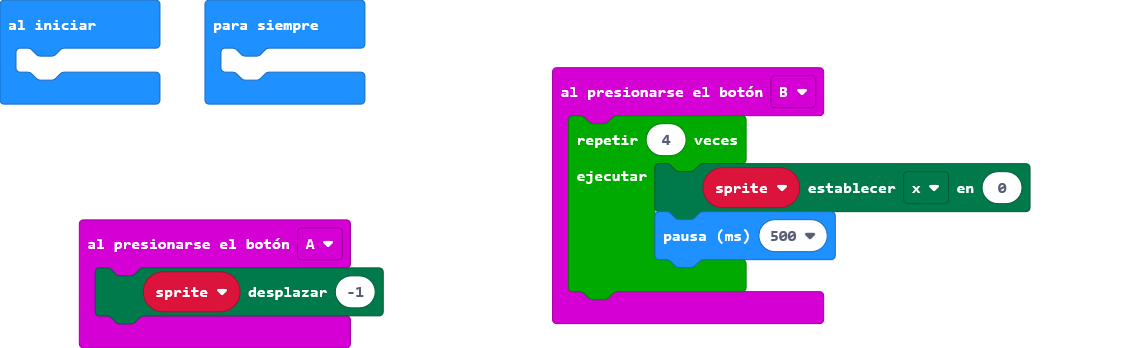 al iniciar
para siempre
al presionarse el botón B
repetir 4 veces
ejecutar
sprite establecer x en 0
pausa (ms) 500
al presionarse el botón A
sprite desplazar -1